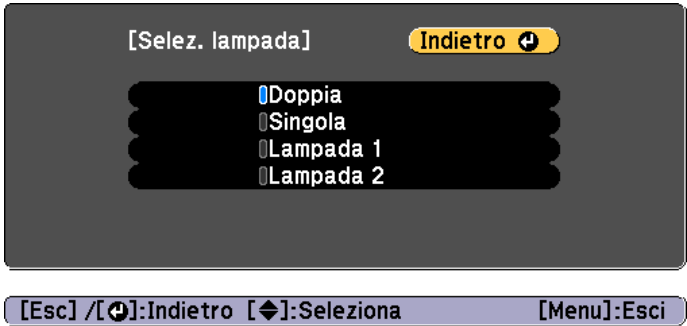 [Selez. lampada] Indietro
Doppia
Singola
Lampada 1
Lampada 2
[Esc] /[⏎]:Indietro [◆]:Seleziona [Menu]:Esci